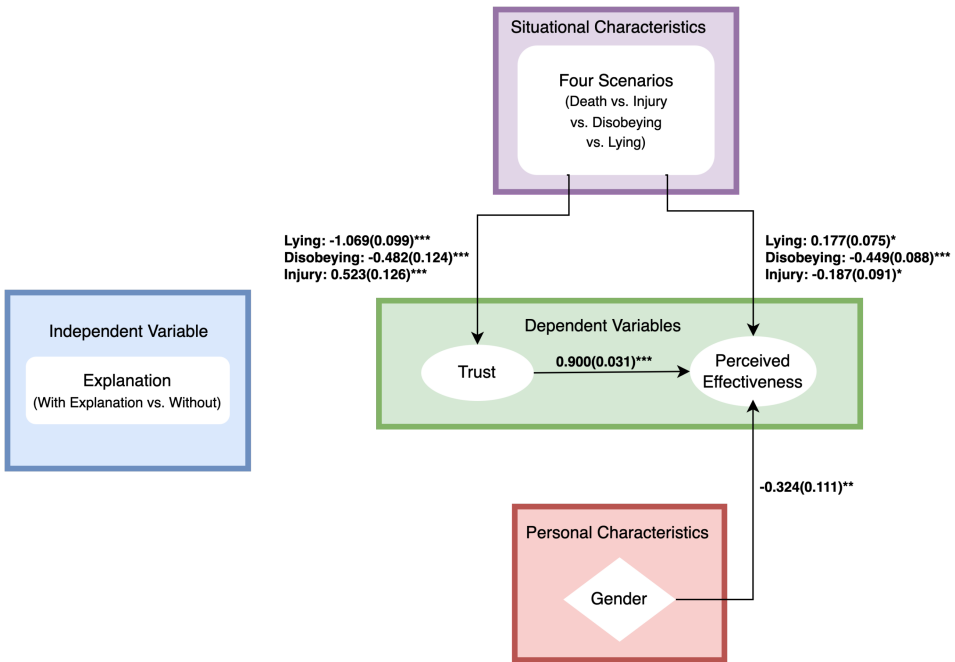 Situational Characteristics
Four Scenarios
(Death vs. Injury
vs. Disobeying
vs. Lying)
Lying: -1.069(0.099)***
Disobeying: -0.482(0.124)***
Injury: 0.523(0.126)***
Lying: 0.177(0.075)*
Disobeying: -0.449(0.088)***
Injury: -0.187(0.091)*
Independent Variable
Explanation
(With Explanation vs. Without)
Dependent Variables
Trust
0.900(0.031)***
Perceived
Effectiveness
-0.324(0.111)**
Personal Characteristics
Gender